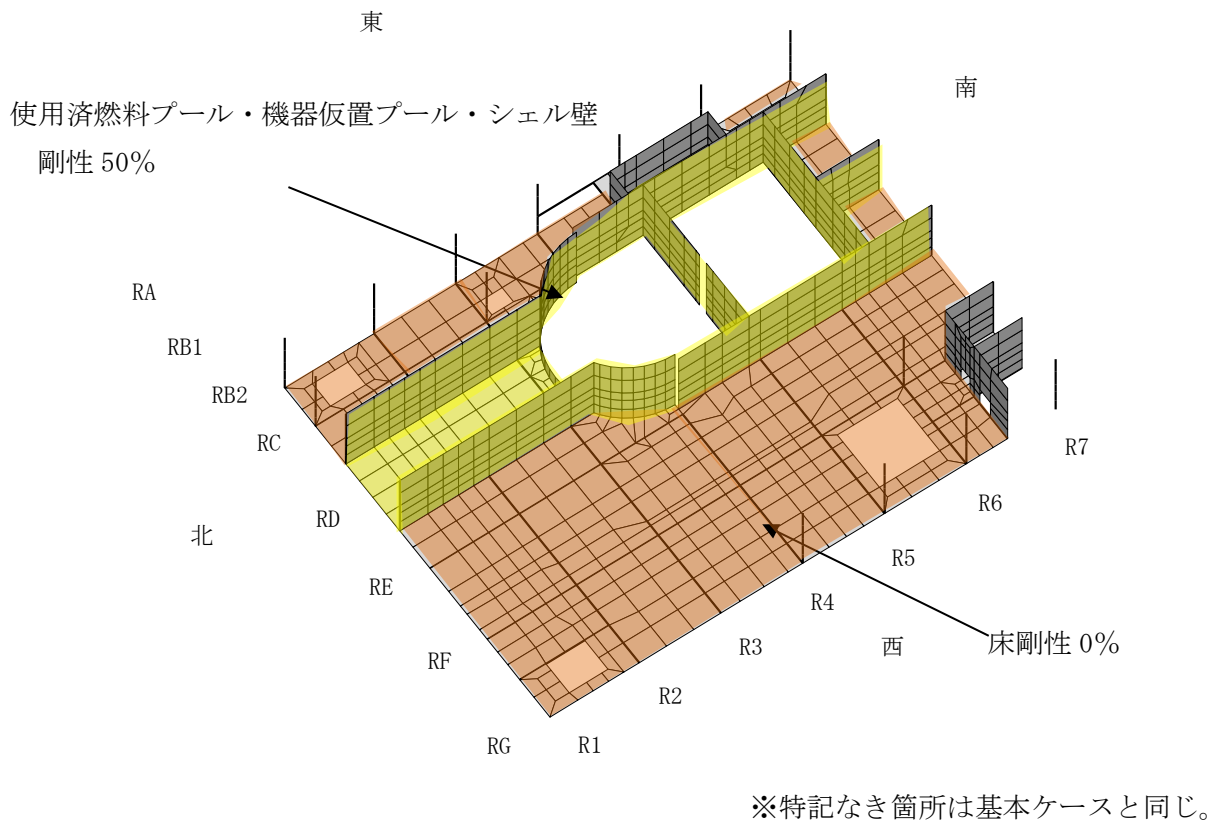 東
南
使用済燃料プール・機器仮置プール・シェル壁
剛性 50%
RA
RB1
RB2
RC
RD
北
RE
RF
RG
R1
R2
R3
R4
R5
R6
R7
西
床剛性 0%
※特記なき箇所は基本ケースと同じ。